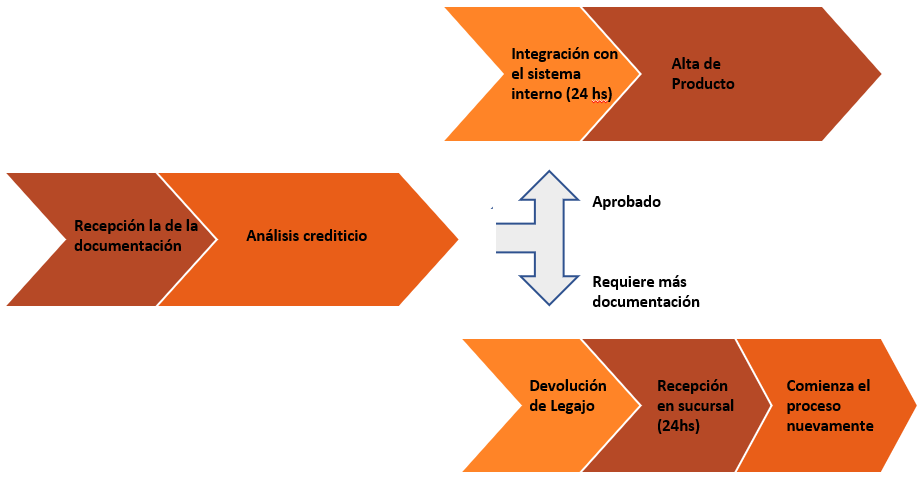 Integración con
el sistema
interno (24 hs)
Alta de
Producto
Recepción la de la
documentación
Análisis crediticio
Aprobado
Requiere más
documentación
Devolución
de Legajo
Recepción
en sucursal
(24hs)
Comienza el
proceso
nuevamente